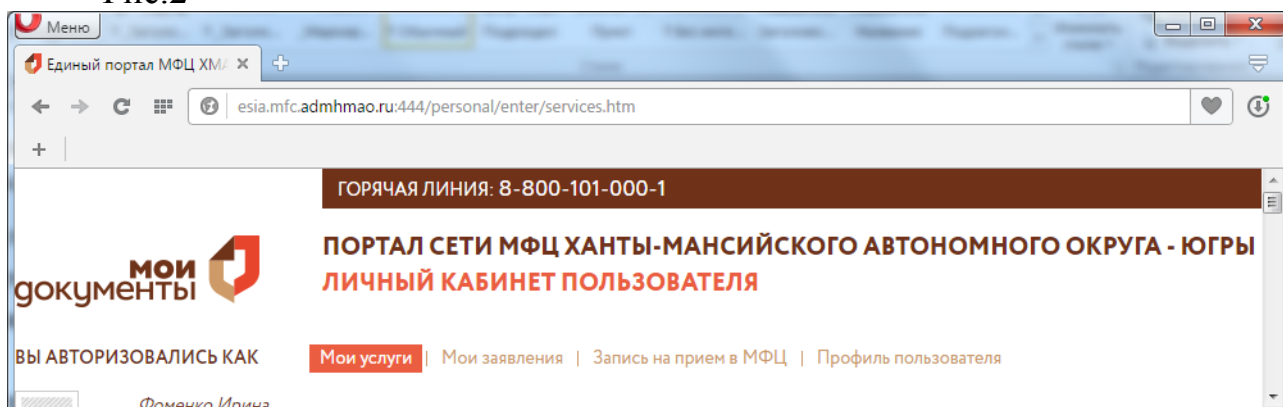 Рис.2
Меню
Единый портал МФЦ ХМА
esia.mfc.admhmao.ru:444/personal/enter/services.htm
ГОРЯЧАЯ ЛИНИЯ: 8-800-101-000-1
мои
документы
ПОРТАЛ СЕТИ МФЦ ХАНТЫ-МАНСИЙСКОГО АВТОНОМНОГО ОКРУГА - ЮГРЫ
ЛИЧНЫЙ КАБИНЕТ ПОЛЬЗОВАТЕЛЯ
ВЫ АВТОРИЗОВАЛИСЬ КАК
Мои услуги | Мои заявления | Запись на прием в МФЦ | Профиль пользователя
Фоменко Ирина